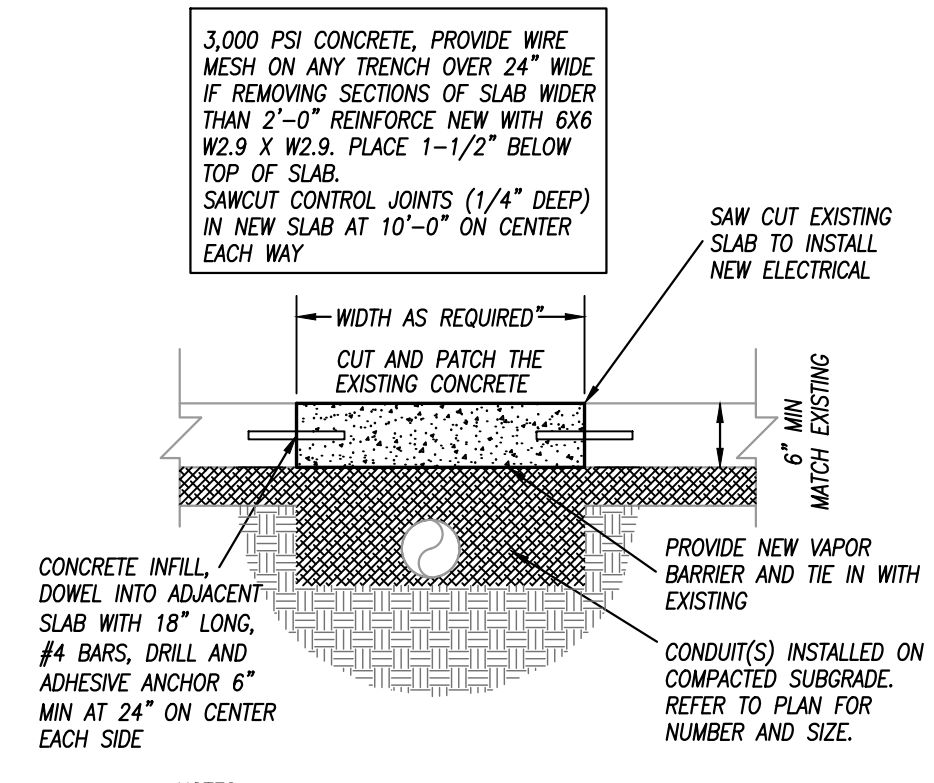 3,000 PSI CONCRETE, PROVIDE WIRE
MESH ON ANY TRENCH OVER 24" WIDE
IF REMOVING SECTIONS OF SLAB WIDER
THAN 2'-0" REINFORCE NEW WITH 6X6
W2.9 X W2.9. PLACE 1-1/2" BELOW
TOP OF SLAB.
SAWCUT CONTROL JOINTS (1/4" DEEP)
IN NEW SLAB AT 10'-0" ON CENTER
EACH WAY
SAW CUT EXISTING
SLAB TO INSTALL
NEW ELECTRICAL
WIDTH AS REQUIRED"
CUT AND PATCH THE
EXISTING CONCRETE
6" MIN
MATCH EXISTING
CONCRETE INFILL,
DOWEL INTO ADJACENT
SLAB WITH 18" LONG,
#4 BARS, DRILL AND
ADHESIVE ANCHOR 6"
MIN AT 24" ON CENTER
EACH SIDE
PROVIDE NEW VAPOR
BARRIER AND TIE IN WITH
EXISTING
CONDUIT(S) INSTALLED ON
COMPACTED SUBGRADE.
REFER TO PLAN FOR
NUMBER AND SIZE.